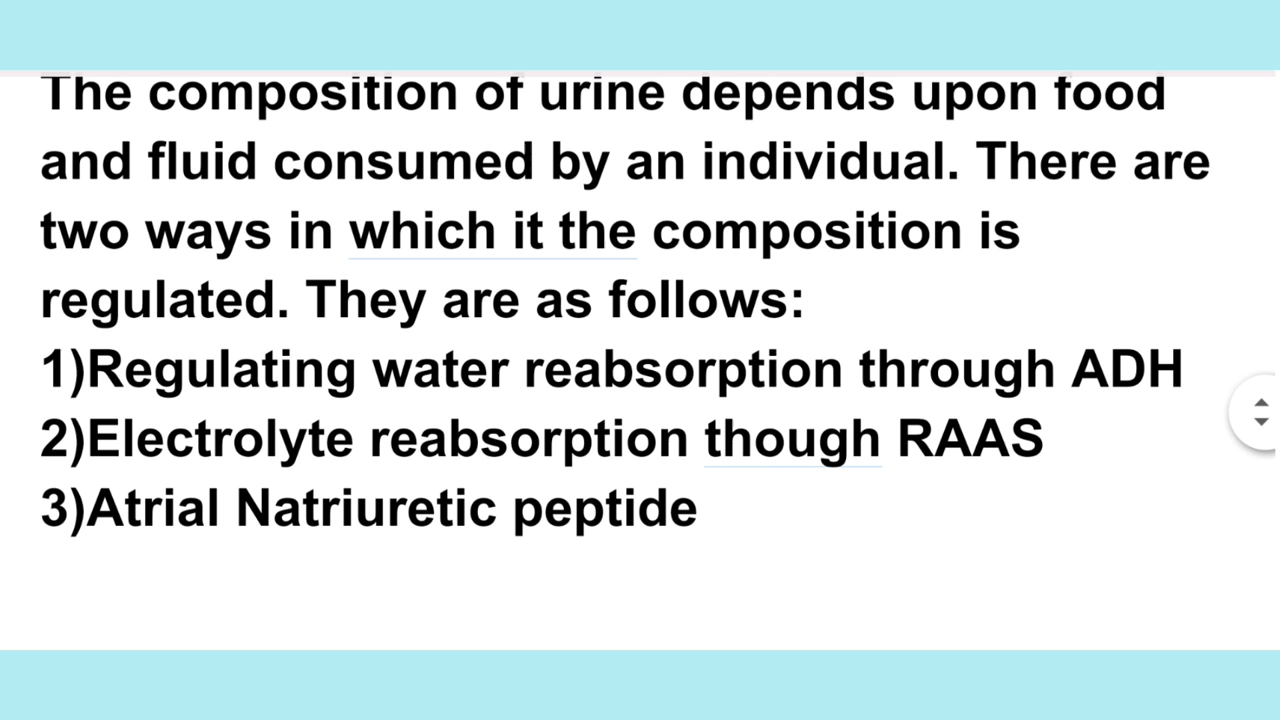 The composition of urine depends upon food
and fluid consumed by an individual. There are
two ways in which it the composition is
regulated. They are as follows:
1)Regulating water reabsorption through ADH
2)Electrolyte reabsorption though RAAS
3)Atrial Natriuretic peptide